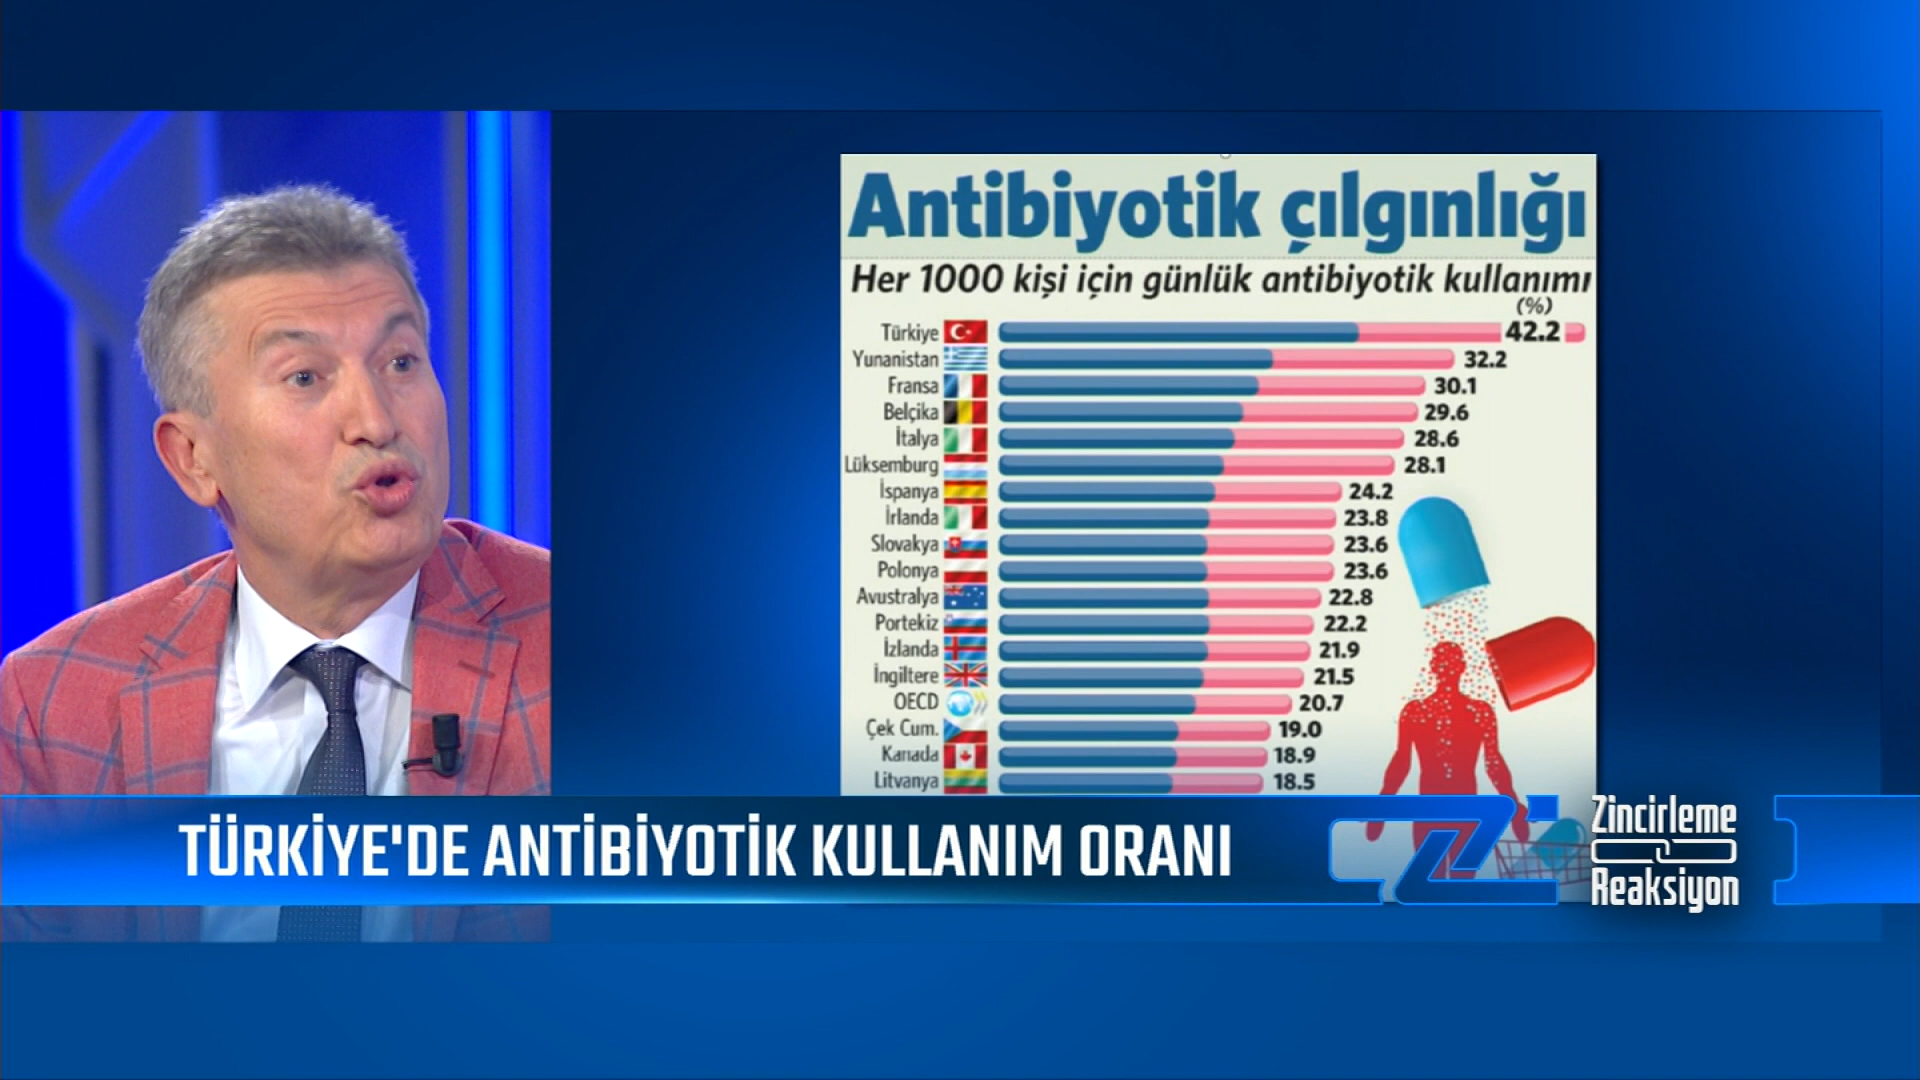 Antibiyotik çılgınlığı
Her 1000 kişi için günlük antibiyotik kullanımı
(%)
Türkiye 42.2
Yunanistan 32.2
Fransa 30.1
Belçika 29.6
İtalya 28.6
Lüksemburg 28.1
İspanya 24.2
İrlanda 23.8
Slovakya 23.6
Polonya 23.6
Avustralya 22.8
Portekiz 22.2
İzlanda 21.9
İngiltere 21.5
OECD 20.7
Çek Cum. 19.0
Kanada 18.9
Litvanya 18.5
TÜRKİYE'DE ANTİBİYOTİK KULLANIM ORANI
Zincirleme
Reaksiyon